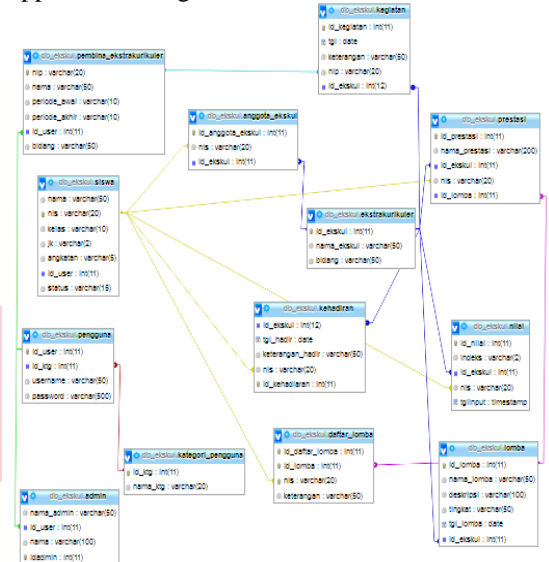 db_ekskul.kegiatan
id_kegiatan : int(11)
tgl : date
keterangan : varchar(50)
nip : varchar(20)
id_ekskul : int(12)
db_ekskul.pembina_ekstrakurikuler
nip : varchar(20)
nama : varchar(50)
periode_awal : varchar(10)
periode_akhir : varchar(10)
id_user : int(11)
bidang : varchar(50)
db_ekskul.anggota_ekskul
id_anggota_ekskul : int(11)
nis : varchar(20)
id_ekskul : int(11)
db_ekskul.prestasi
id_prestasi : int(11)
nama_prestasi : varchar(200)
id_ekskul : int(11)
nis : varchar(20)
id_lomba : int(11)
db_ekskul.siswa
nama : varchar(50)
nis : varchar(20)
kelas : varchar(10)
jk : varchar(2)
angkatan : varchar(5)
id_user : int(11)
status : varchar(15)
db_ekskul.ekstrakurikuler
id_ekskul : int(11)
nama_ekskul : varchar(50)
bidang : varchar(50)
db_ekskul.kehadiran
id_ekskul : int(12)
tgl_hadir : date
keterangan_hadir : varchar(50)
nis : varchar(20)
id_kehadiaran : int(11)
db_ekskul.nilai
id_nilai : int(11)
indeks : varchar(2)
id_ekskul : int(11)
nis : varchar(20)
tglinput : timestamp
db_ekskul.pengguna
id_user : int(11)
id_ktg : int(11)
username : varchar(50)
password : varchar(500)
db_ekskul.kategori_pengguna
id_ktg : int(11)
nama_ktg : varchar(20)
db_ekskul.daftar_lomba
id_daftar_lomba : int(11)
id_lomba : int(11)
nis : varchar(20)
keterangan : varchar(50)
db_ekskul.lomba
id_lomba : int(11)
nama_lomba : varchar(50)
deskripsi : varchar(100)
tingkat : varchar(50)
tgl_lomba : date
id_ekskul : int(11)
db_ekskul.admin
nama_admin : varchar(50)
id_user : int(11)
nama : varchar(100)
idadmin : int(11)